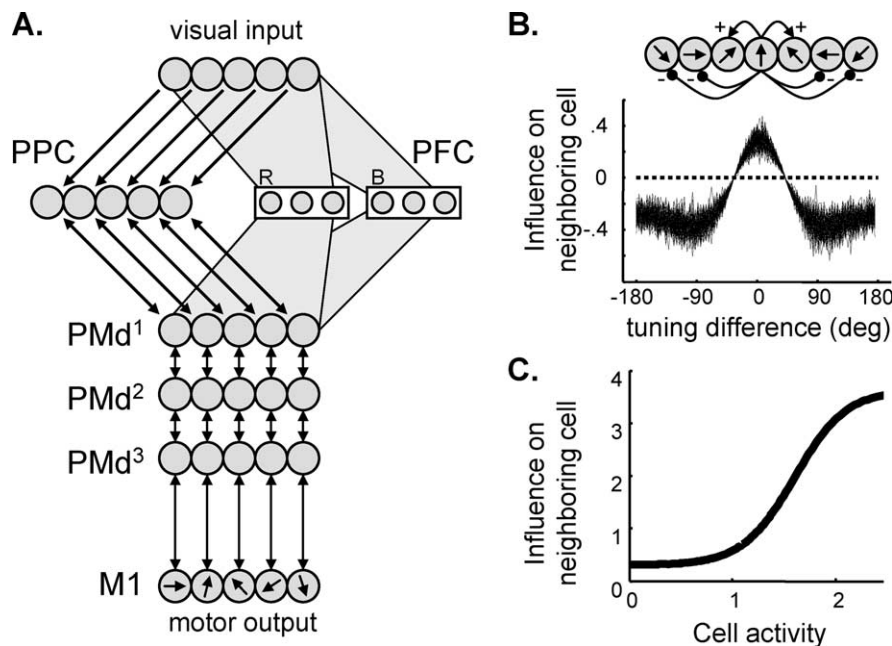 A.
visual input
PPC
PFC
R
B
PMd¹
PMd²
PMd³
M1
motor output
B.
+ +
- - - -
Influence on
neighboring cell
.4
0
-.4
-180 -90 0 90 180
tuning difference (deg)
C.
Influence on
neighboring cell
4
3
2
1
0
0 1 2
Cell activity